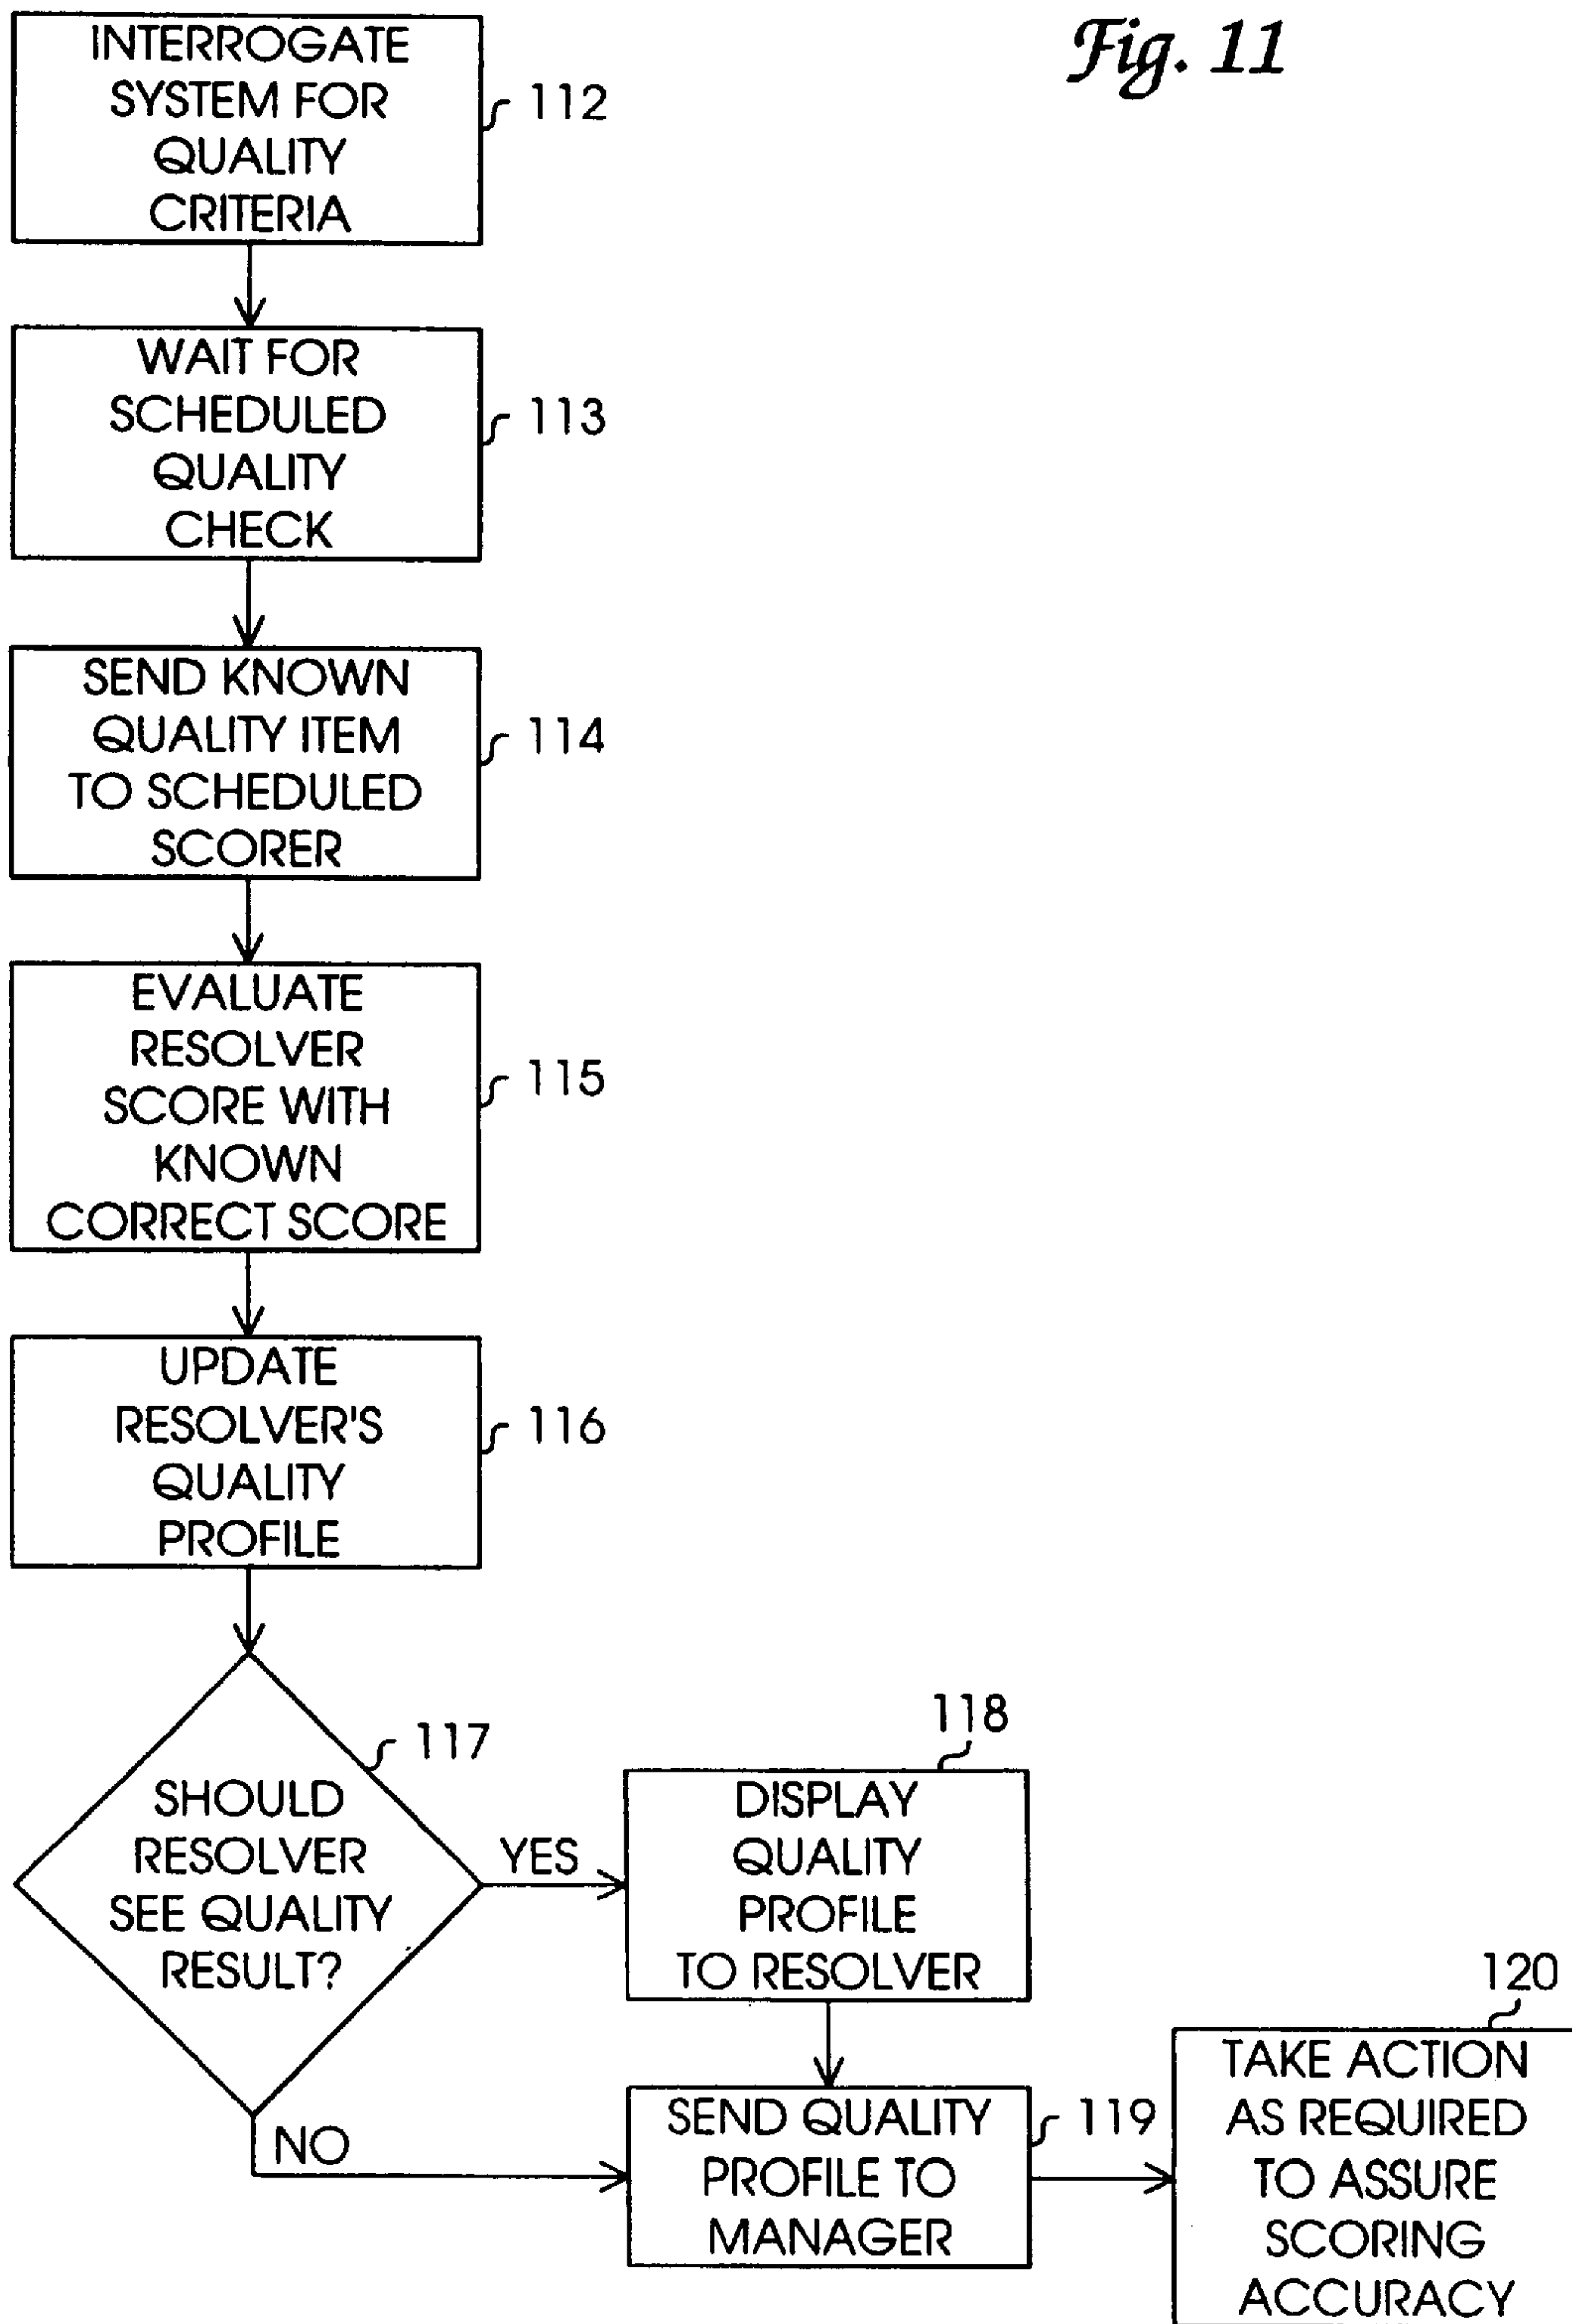 Fig. 11
INTERROGATE
SYSTEM FOR
QUALITY
CRITERIA
112
WAIT FOR
SCHEDULED
QUALITY
CHECK
113
SEND KNOWN
QUALITY ITEM
TO SCHEDULED
SCORER
114
EVALUATE
RESOLVER
SCORE WITH
KNOWN
CORRECT SCORE
115
UPDATE
RESOLVER'S
QUALITY
PROFILE
116
117
SHOULD
RESOLVER
SEE QUALITY
RESULT?
YES
NO
118
DISPLAY
QUALITY
PROFILE
TO RESOLVER
SEND QUALITY
PROFILE TO
MANAGER
119
120
TAKE ACTION
AS REQUIRED
TO ASSURE
SCORING
ACCURACY